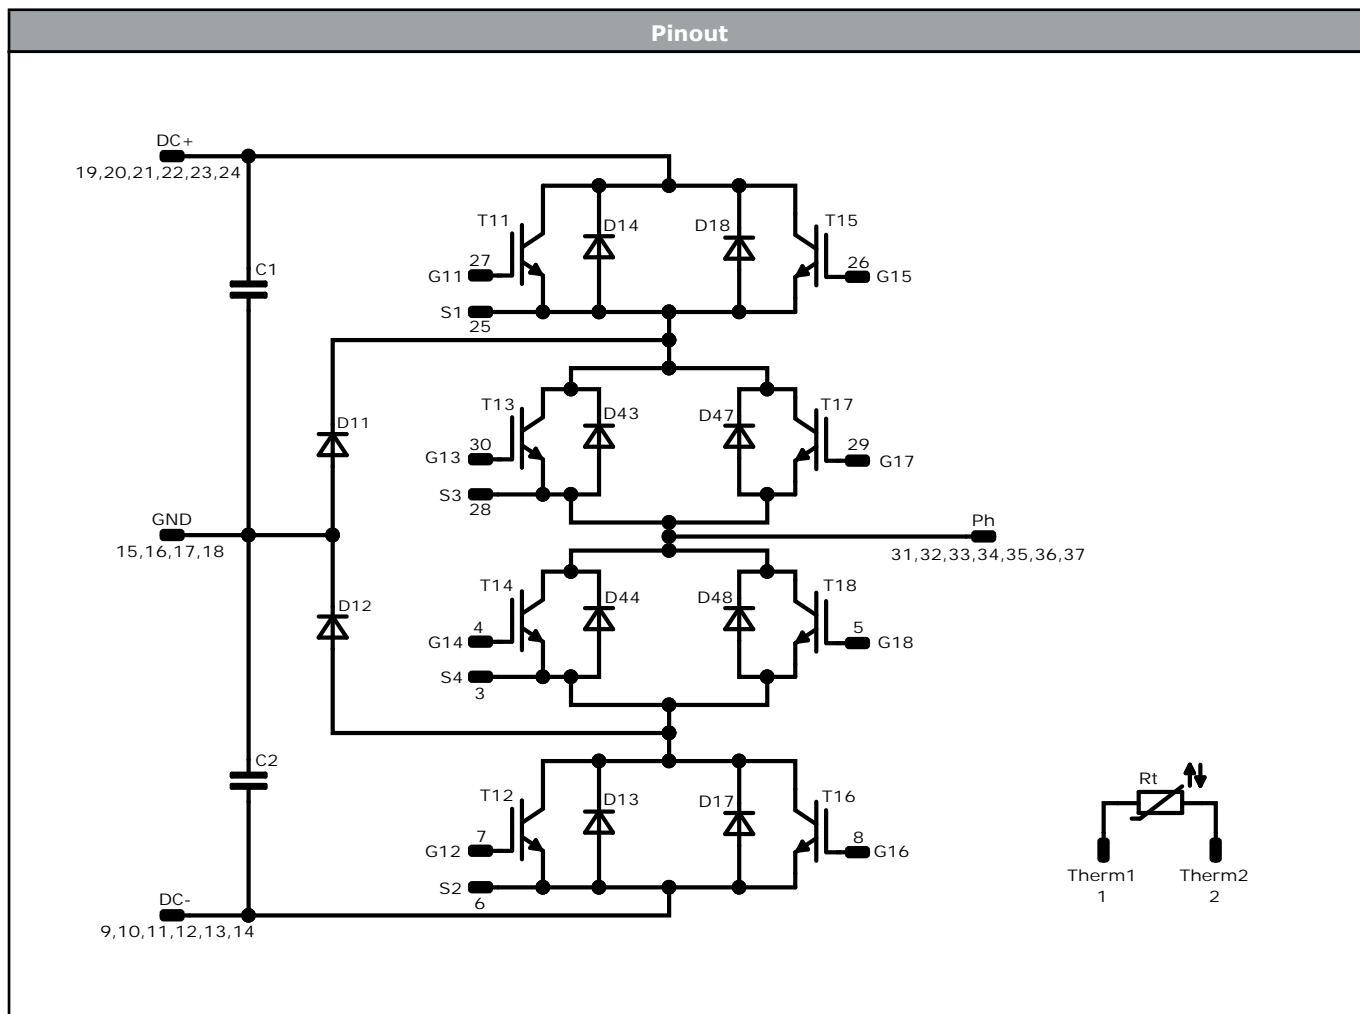 Pinout
DC+
19,20,21,22,23,24
T11
D14
D18
T15
27
G11
26
G15
C1
S1
25
T13
D43
D47
T17
D11
30
G13
29
G17
S3
28
GND
15,16,17,18
Ph
31,32,33,34,35,36,37
T14
D44
D48
T18
D12
4
G14
5
G18
S4
3
C2
T12
D13
D17
T16
Rt
7
G12
8
G16
Therm1
1
Therm2
2
S2
6
DC-
9,10,11,12,13,14